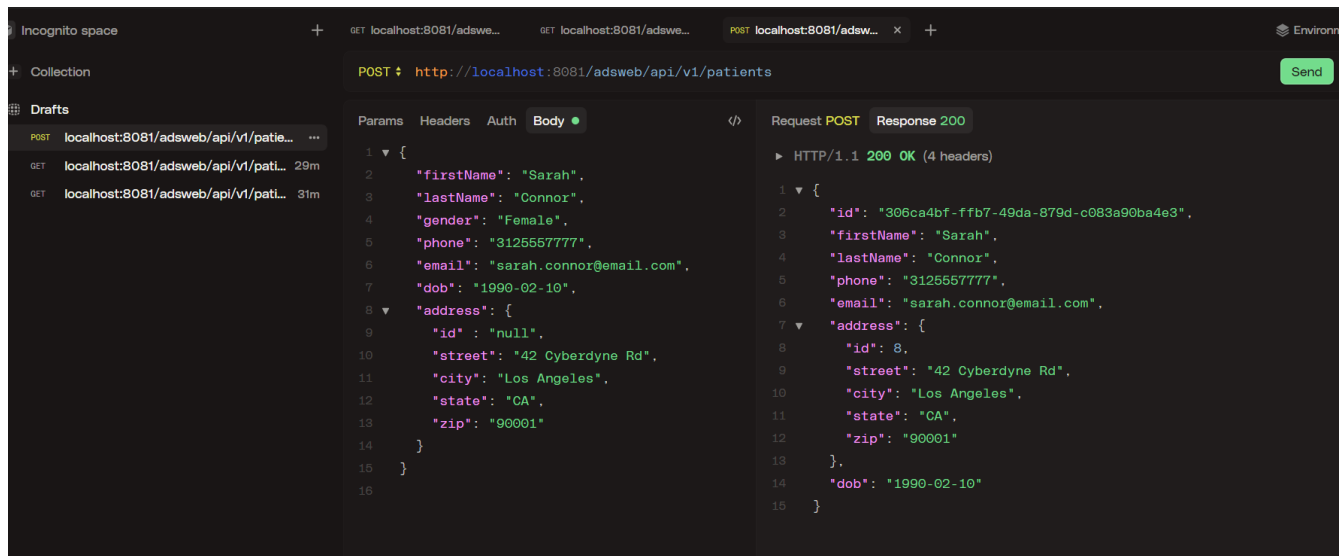 Incognito space
Collection
Drafts
POST localhost:8081/adsweb/api/v1/patie... ···
GET localhost:8081/adsweb/api/v1/pati... 29m
GET localhost:8081/adsweb/api/v1/pati... 31m
GET localhost:8081/adswe... GET localhost:8081/adswe... POST localhost:8081/adsw... × +
Environm
POST http://localhost:8081/adsweb/api/v1/patients Send
Params Headers Auth Body </>
1 {
2 "firstName": "Sarah",
3 "lastName": "Connor",
4 "gender": "Female",
5 "phone": "3125557777",
6 "email": "sarah.connor@email.com",
7 "dob": "1990-02-10",
8 "address": {
9 "id" : "null",
10 "street": "42 Cyberdyne Rd",
11 "city": "Los Angeles",
12 "state": "CA",
13 "zip": "90001"
14 }
15 }
16
Request POST Response 200
HTTP/1.1 200 OK (4 headers)
1 {
2 "id": "306ca4bf-ffb7-49da-879d-c083a90ba4e3",
3 "firstName": "Sarah",
4 "lastName": "Connor",
5 "phone": "3125557777",
6 "email": "sarah.connor@email.com",
7 "address": {
8 "id": 8,
9 "street": "42 Cyberdyne Rd",
10 "city": "Los Angeles",
11 "state": "CA",
12 "zip": "90001"
13 },
14 "dob": "1990-02-10"
15 }